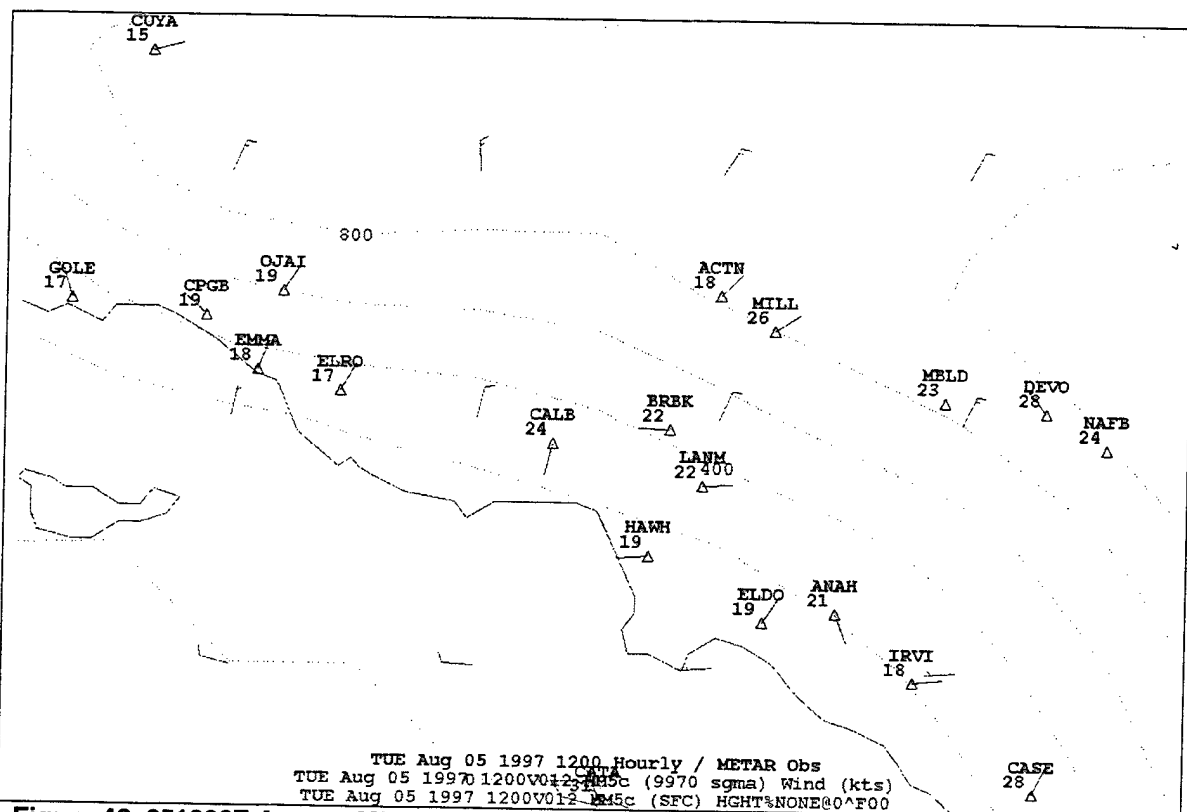 CUYA
15
800
GOLE
17
CPGB
19
OJAI
19
ACTN
18
MILL
26
EMMA
18
ELRO
17
MBLD
23
DEVO
28
NAFB
24
CALB
24
BRBK
22
LANM
22 400
HAWH
19
ELDO
19
ANAH
21
IRVI
18
CASE
28
TUE Aug 05 1997 1200 Hourly / METAR Obs
CATA
TUE Aug 05 1997 1200V012 MM5c (9970 sgma) Wind (kts)
TUE Aug 05 1997 1200V012 MM5c (SFC) HGHT%NONE@0^F00